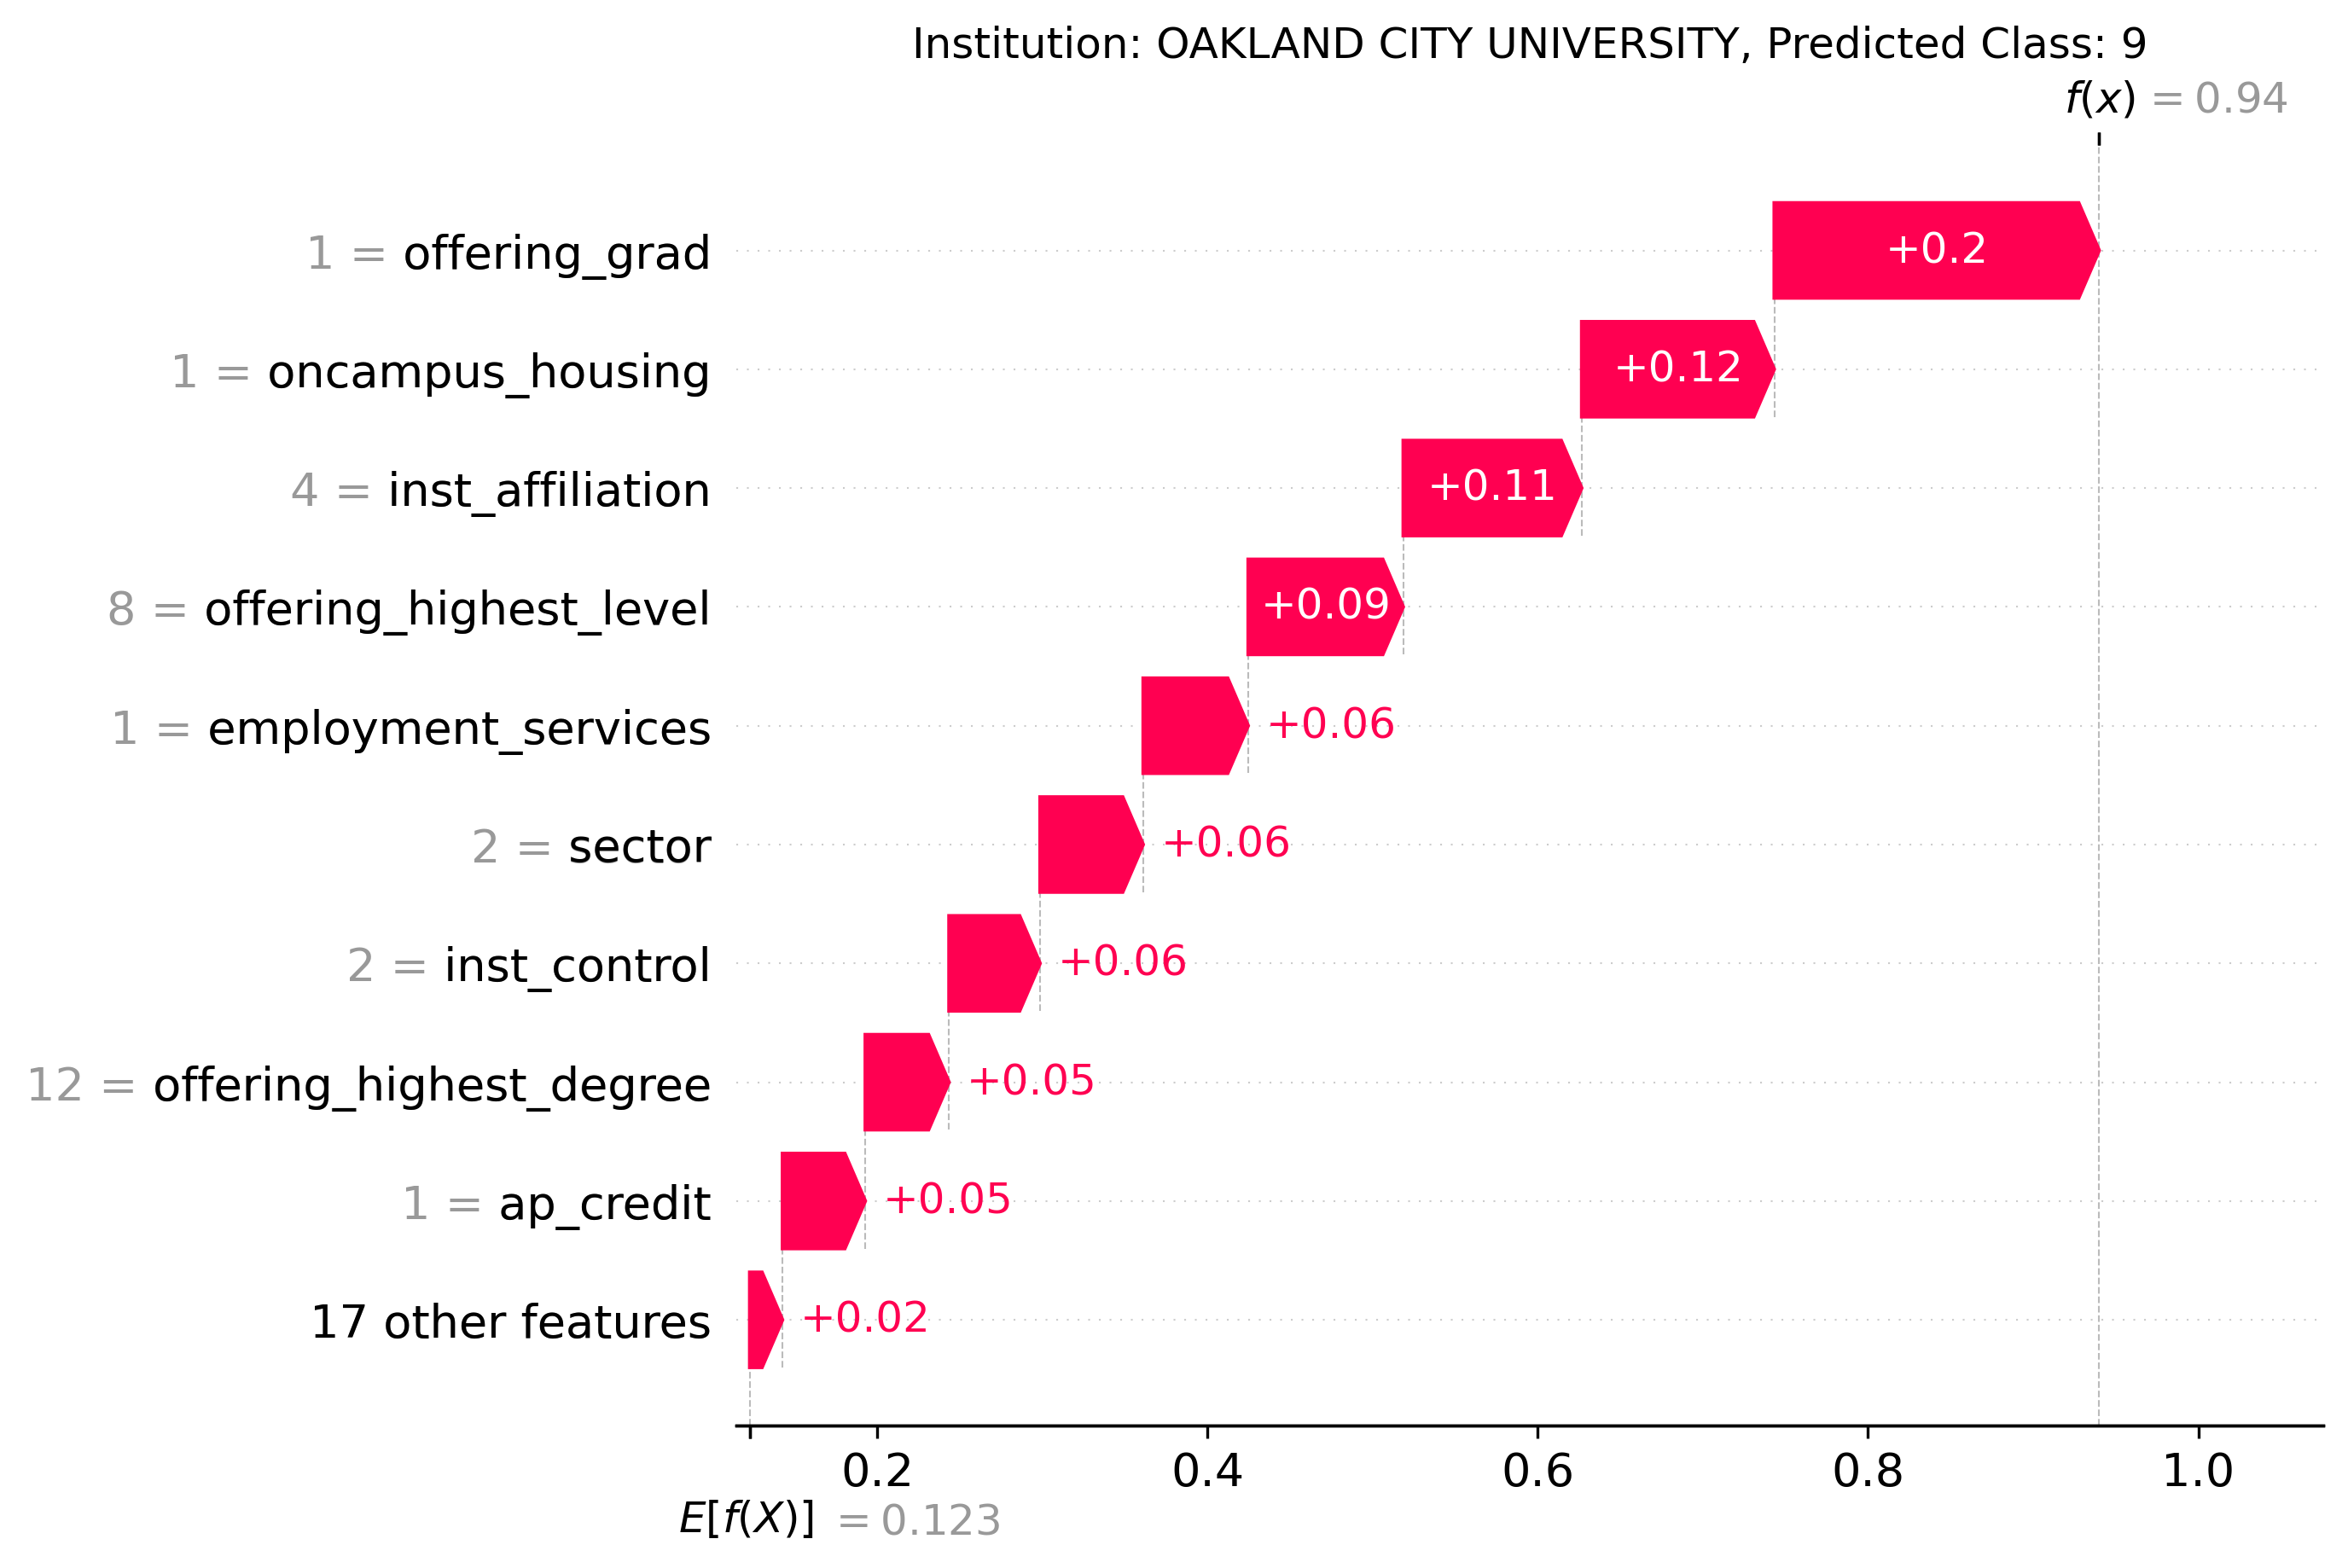 Institution: OAKLAND CITY UNIVERSITY, Predicted Class: 9
f(x) = 0.94
1 = offering_grad +0.2
1 = oncampus_housing +0.12
4 = inst_affiliation +0.11
8 = offering_highest_level +0.09
1 = employment_services +0.06
2 = sector +0.06
2 = inst_control +0.06
12 = offering_highest_degree +0.05
1 = ap_credit +0.05
17 other features +0.02
0.2 0.4 0.6 0.8 1.0
E[f(X)] = 0.123